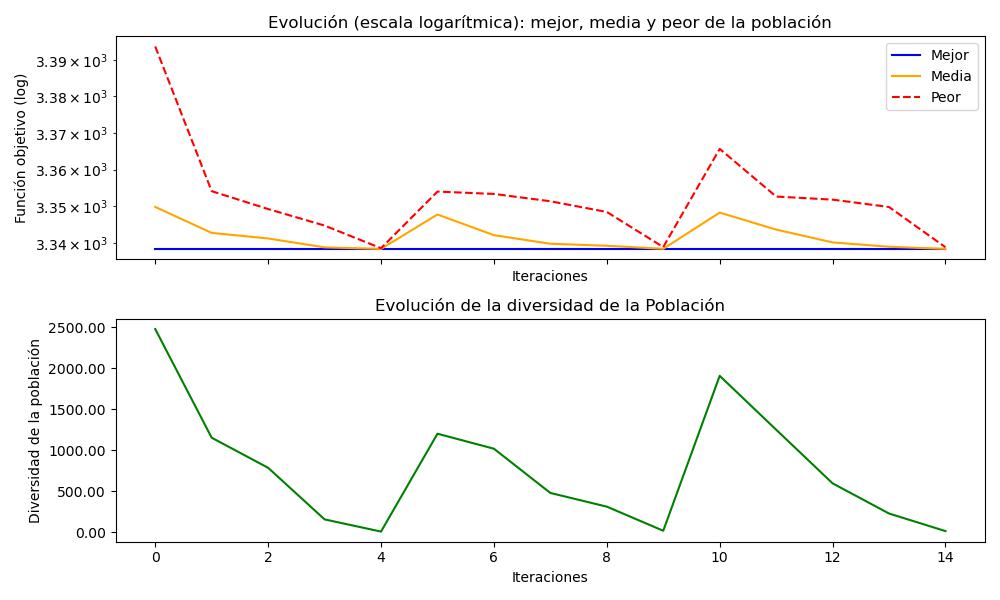 Evolución (escala logarítmica): mejor, media y peor de la población
Función objetivo (log)
3.39 × 10³
3.38 × 10³
3.37 × 10³
3.36 × 10³
3.35 × 10³
3.34 × 10³
Mejor
Media
Peor
Iteraciones
Evolución de la diversidad de la Población
Diversidad de la población
2500.00
2000.00
1500.00
1000.00
500.00
0.00
0 2 4 6 8 10 12 14
Iteraciones